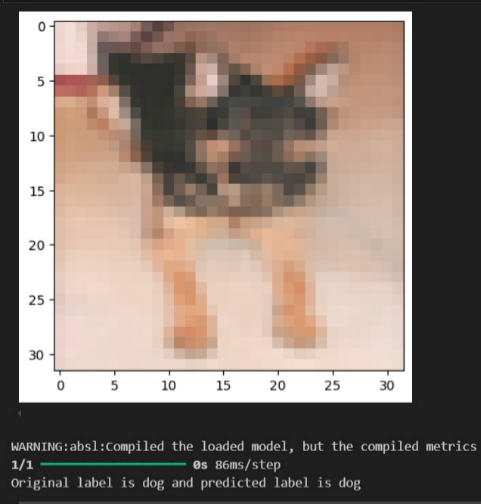 0
5
10
15
20
25
30
0 5 10 15 20 25 30
WARNING:absl:Compiled the loaded model, but the compiled metrics
1/1 0s 86ms/step
Original label is dog and predicted label is dog